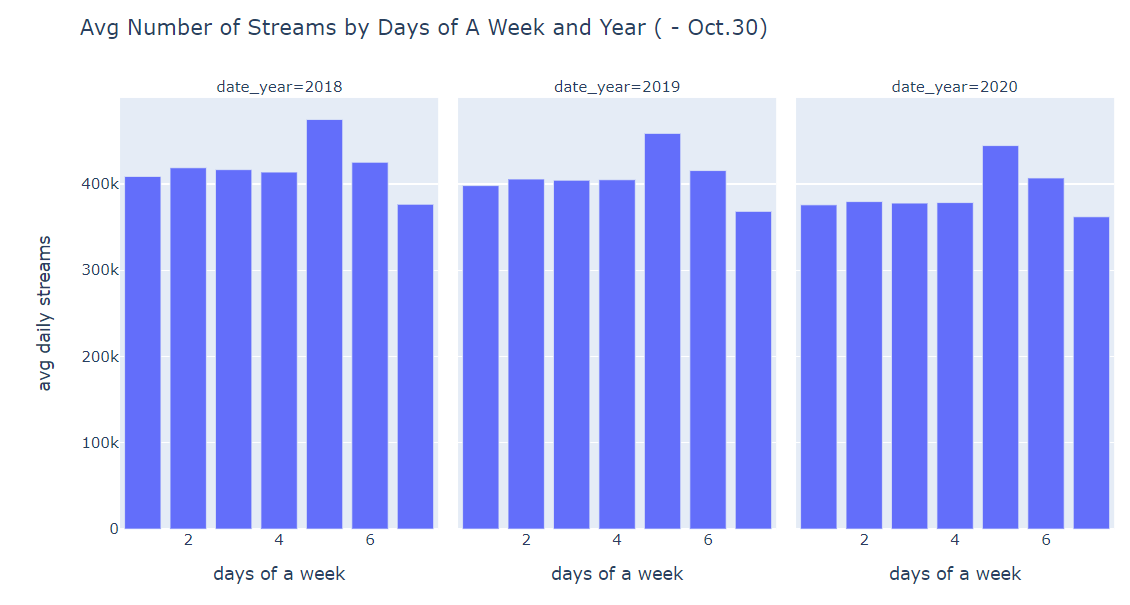 Avg Number of Streams by Days of A Week and Year ( - Oct.30)
date_year=2018
date_year=2019
date_year=2020
avg daily streams
400k
300k
200k
100k
0
2
4
6
2
4
6
2
4
6
days of a week
days of a week
days of a week